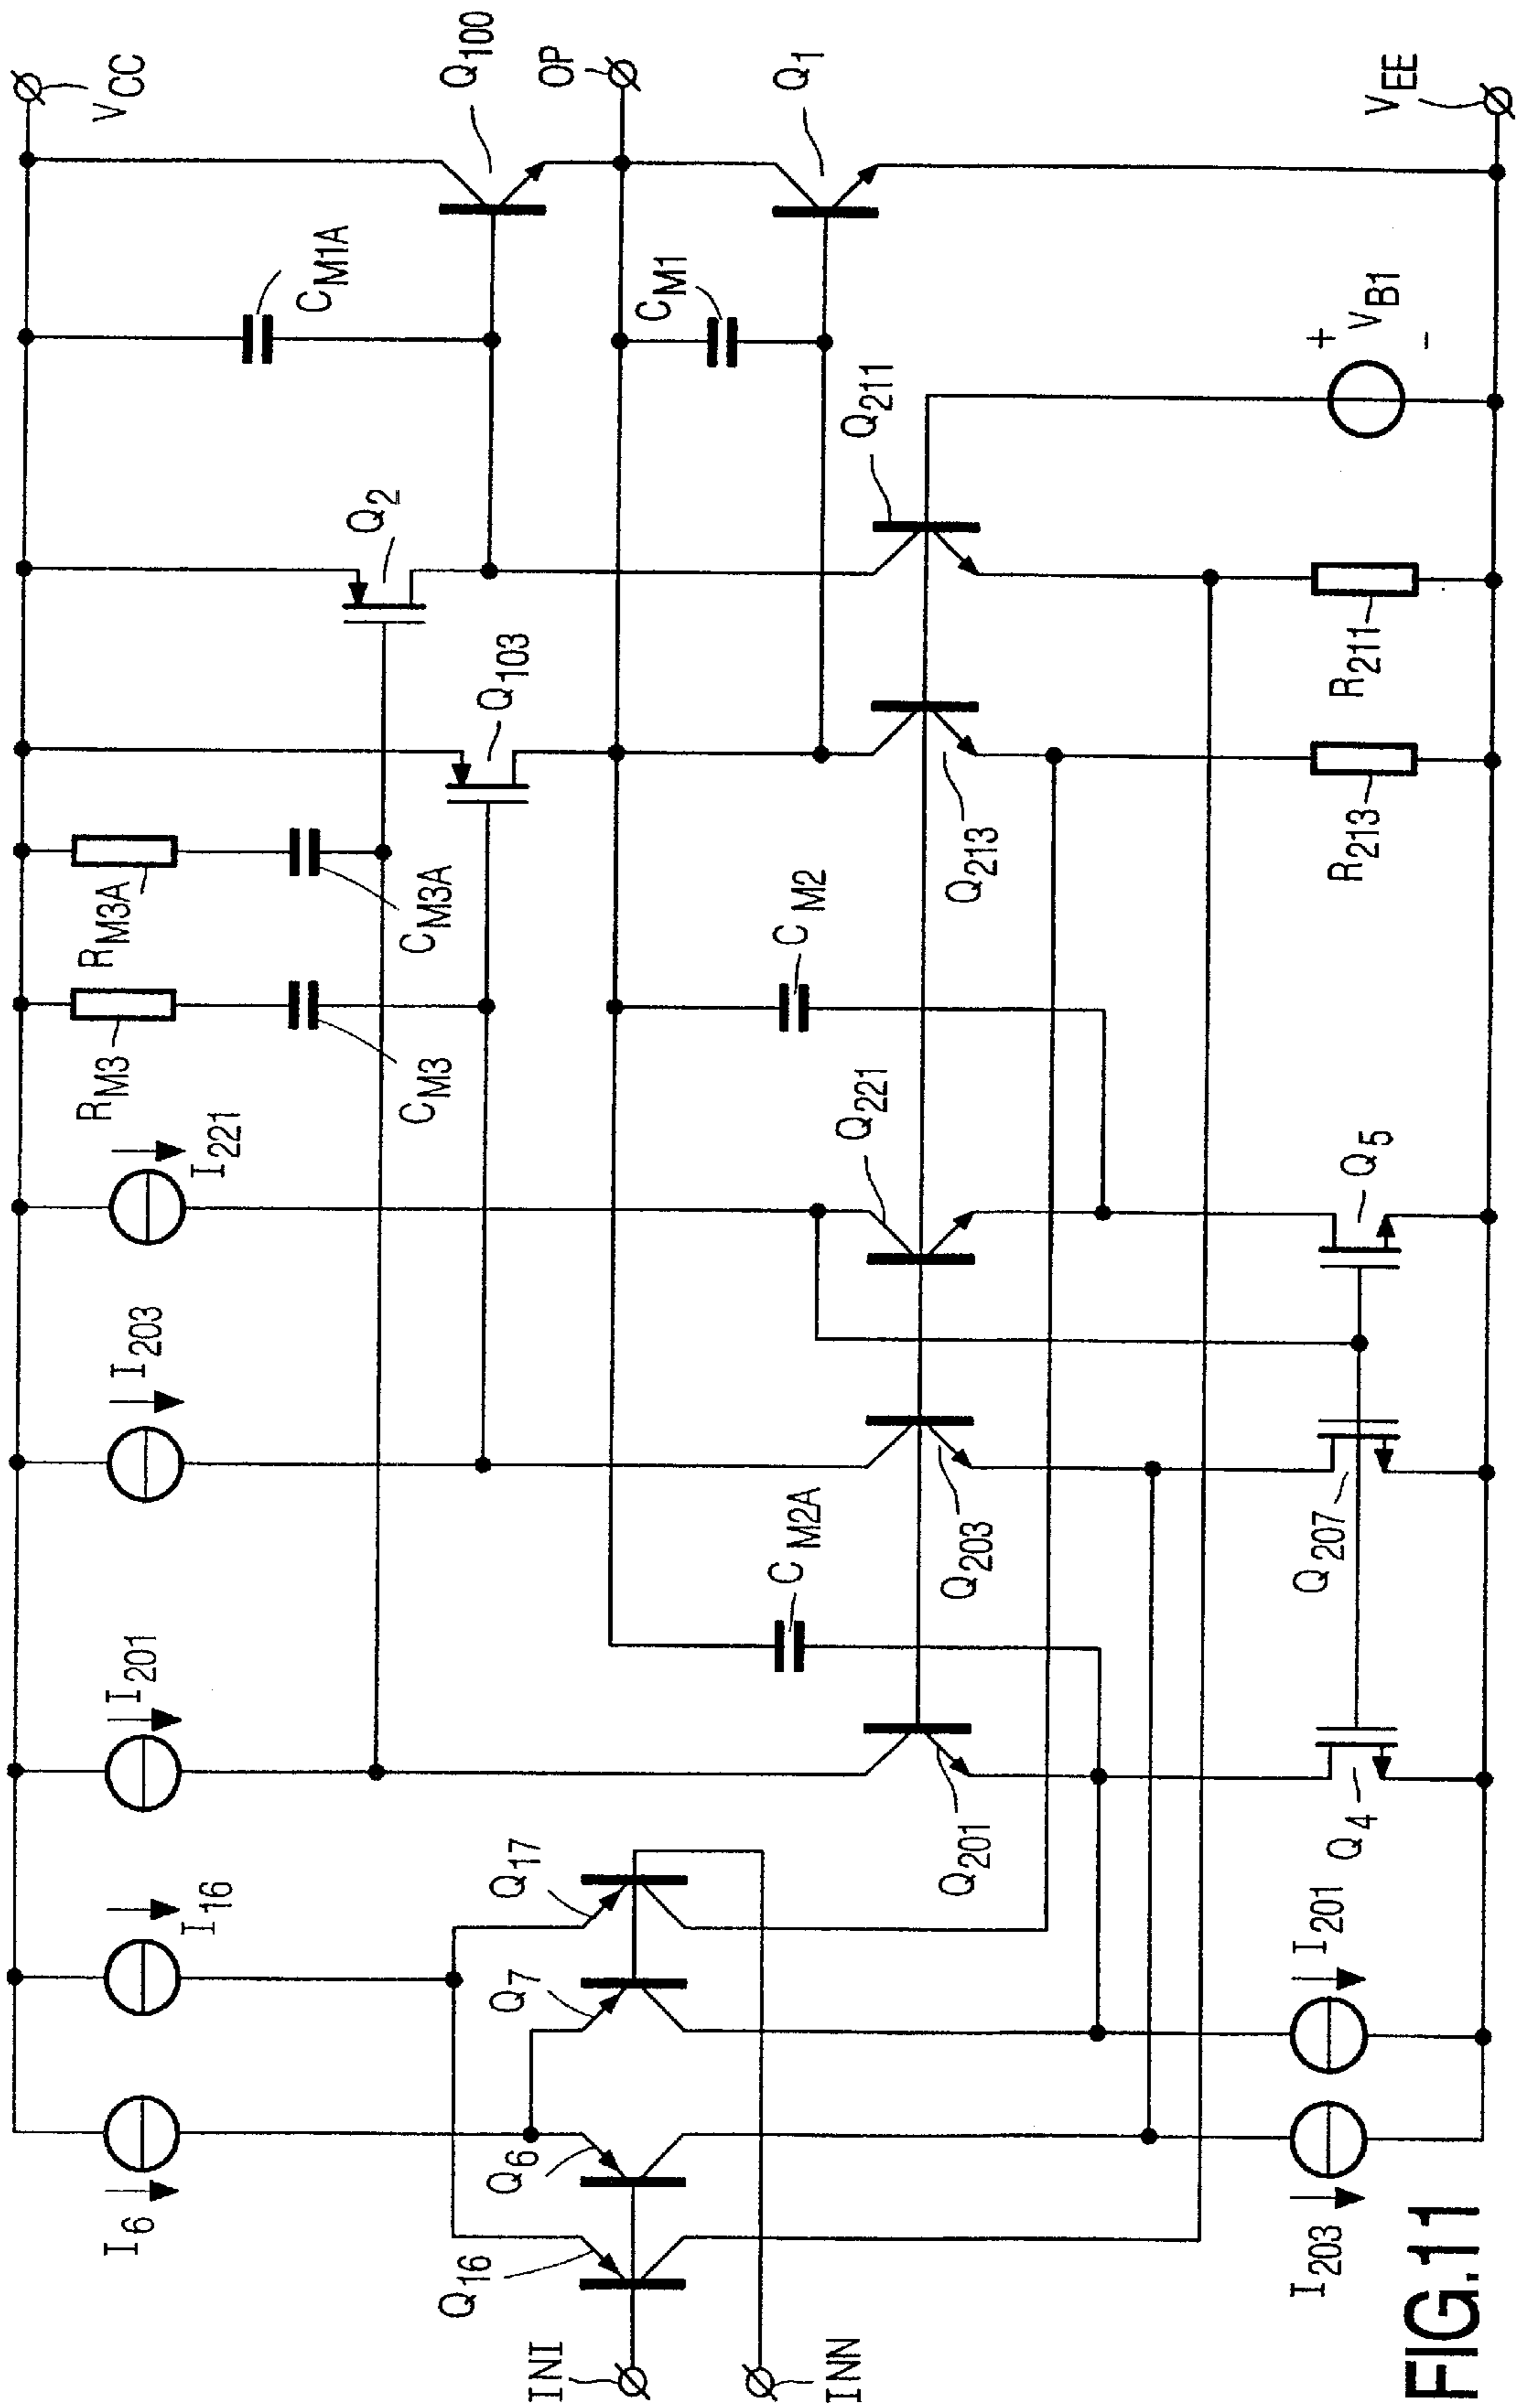 VCC
Q100
OP
Q1
VEE
CM1A
CM1
+
VB1
-
Q211
Q2
Q103
R211
R213
Q213
RM3A
CM3A
CM2
RM3
CM3
Q221
I221
Q5
I203
Q203
Q207
CM2A
I201
Q201
Q4
Q17
I16
Q7
I201
I6
Q6
Q16
I203
INI
INN
FIG.11